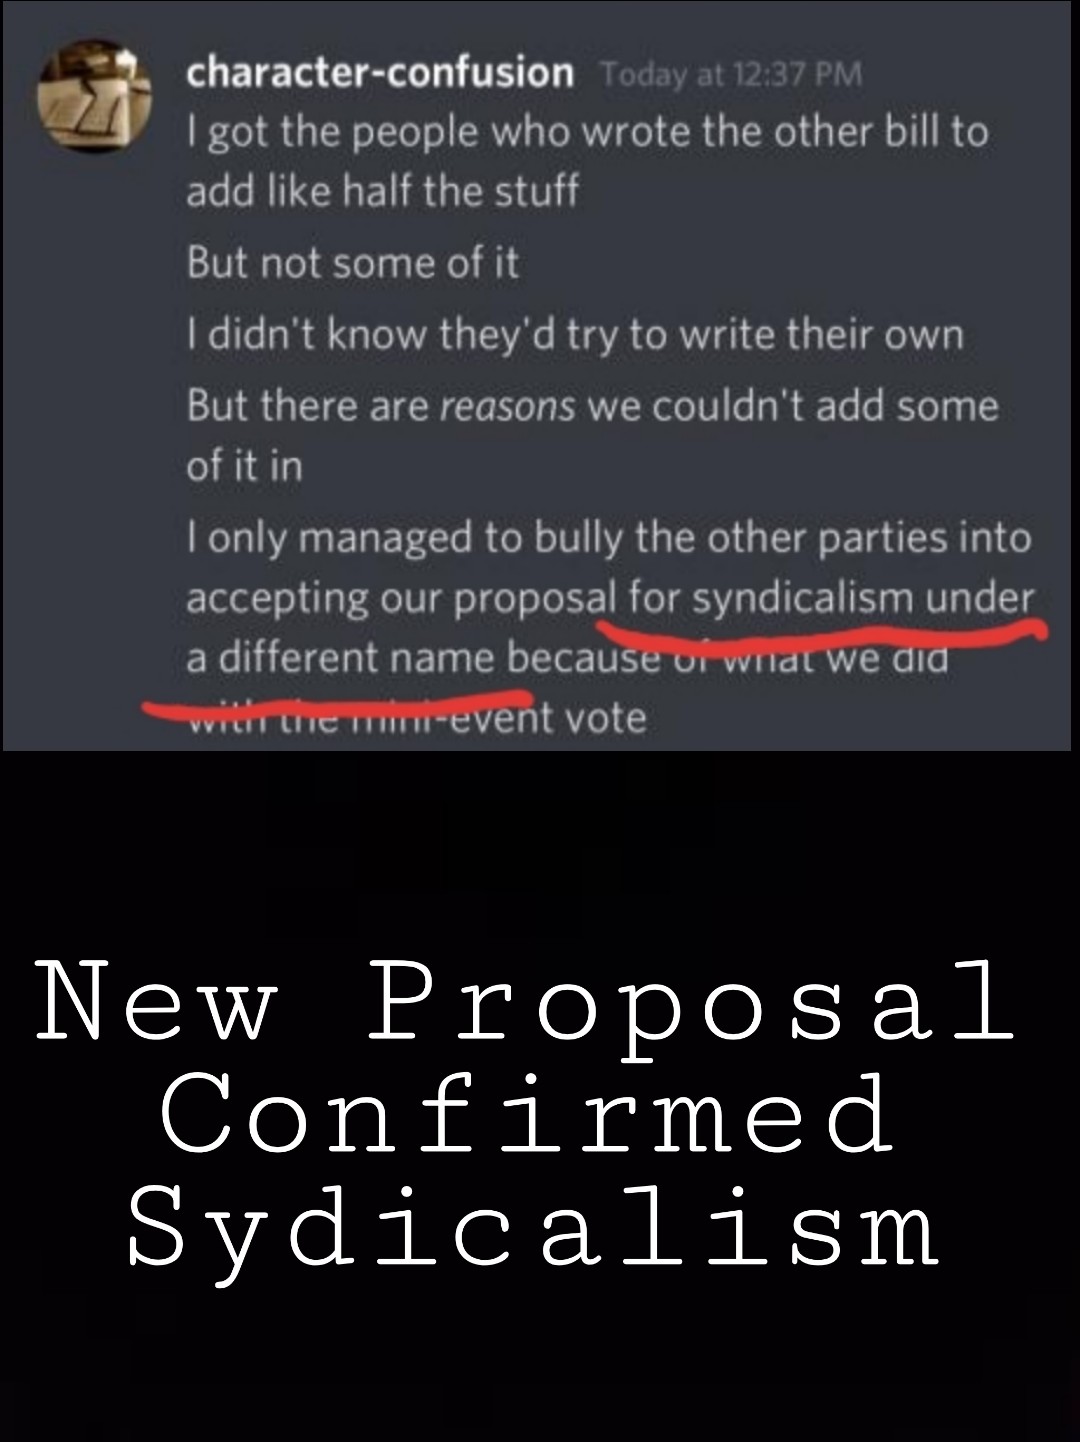 character-confusion Today at 12:37 PM
I got the people who wrote the other bill to
add like half the stuff
But not some of it
I didn't know they'd try to write their own
But there are reasons we couldn't add some
of it in
I only managed to bully the other parties into
accepting our proposal for syndicalism under
a different name because of what we did
with the mini-event vote
New Proposal
Confirmed
Sydicalism